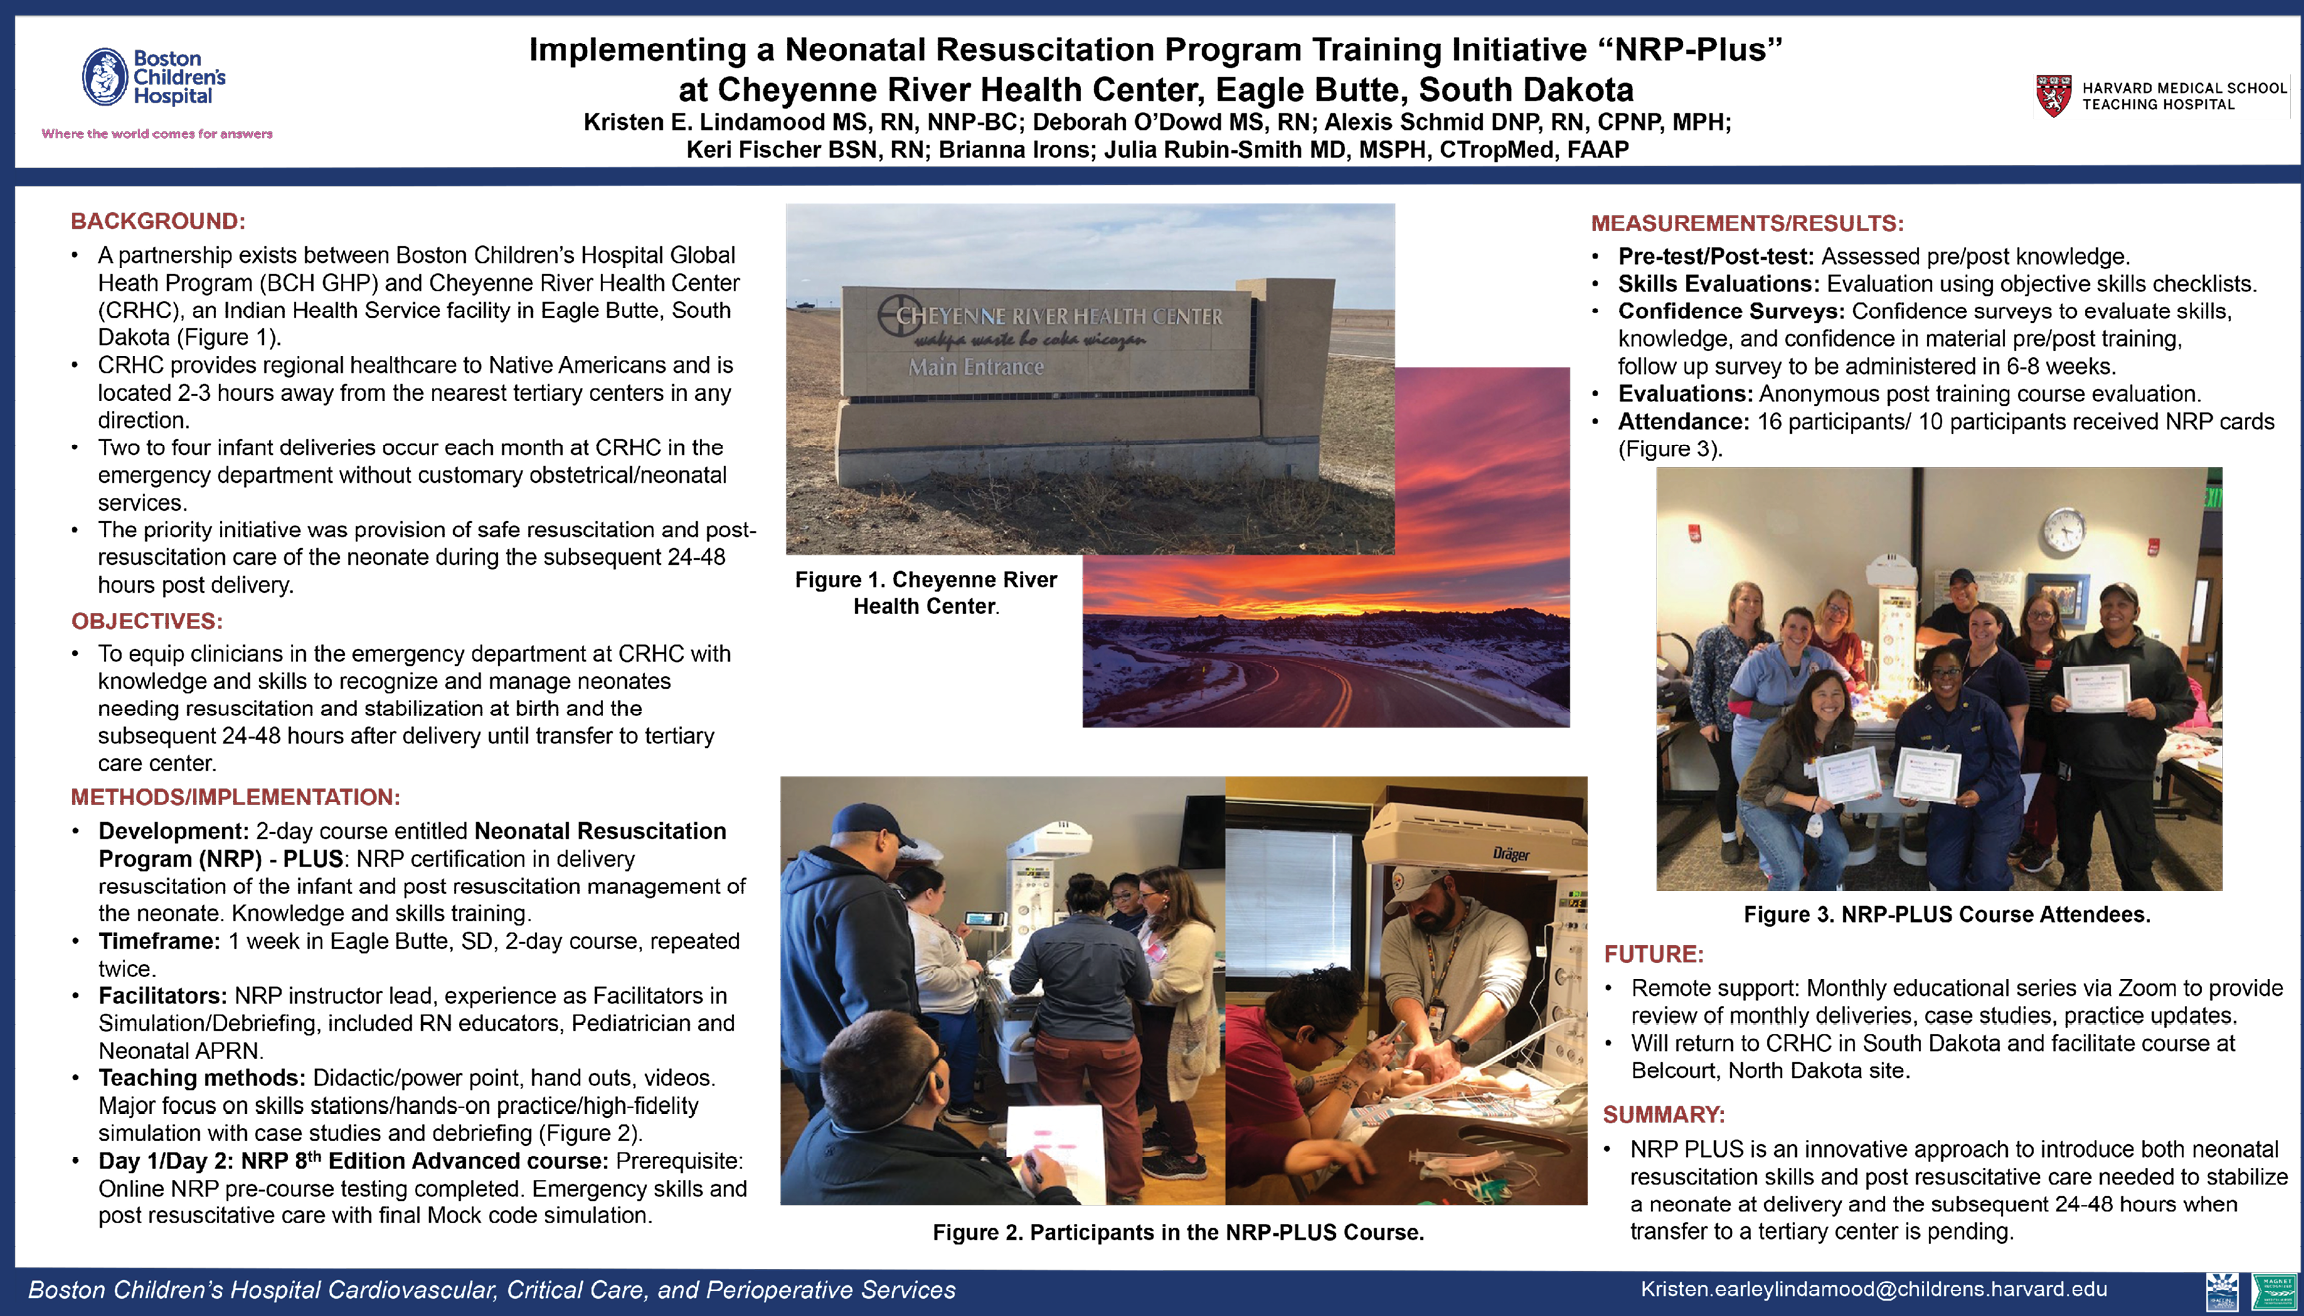 Boston
Children's
Hospital
Where the world comes for answers
Implementing a Neonatal Resuscitation Program Training Initiative “NRP-Plus”
at Cheyenne River Health Center, Eagle Butte, South Dakota
Kristen E. Lindamood MS, RN, NNP-BC; Deborah O’Dowd MS, RN; Alexis Schmid DNP, RN, CPNP, MPH;
Keri Fischer BSN, RN; Brianna Irons; Julia Rubin-Smith MD, MSPH, CTropMed, FAAP
HARVARD MEDICAL SCHOOL
TEACHING HOSPITAL
BACKGROUND:
• A partnership exists between Boston Children’s Hospital Global
Heath Program (BCH GHP) and Cheyenne River Health Center
(CRHC), an Indian Health Service facility in Eagle Butte, South
Dakota (Figure 1).
• CRHC provides regional healthcare to Native Americans and is
located 2-3 hours away from the nearest tertiary centers in any
direction.
• Two to four infant deliveries occur each month at CRHC in the
emergency department without customary obstetrical/neonatal
services.
• The priority initiative was provision of safe resuscitation and post-
resuscitation care of the neonate during the subsequent 24-48
hours post delivery.
OBJECTIVES:
• To equip clinicians in the emergency department at CRHC with
knowledge and skills to recognize and manage neonates
needing resuscitation and stabilization at birth and the
subsequent 24-48 hours after delivery until transfer to tertiary
care center.
METHODS/IMPLEMENTATION:
• Development: 2-day course entitled Neonatal Resuscitation
Program (NRP) - PLUS: NRP certification in delivery
resuscitation of the infant and post resuscitation management of
the neonate. Knowledge and skills training.
• Timeframe: 1 week in Eagle Butte, SD, 2-day course, repeated
twice.
• Facilitators: NRP instructor lead, experience as Facilitators in
Simulation/Debriefing, included RN educators, Pediatrician and
Neonatal APRN.
• Teaching methods: Didactic/power point, hand outs, videos.
Major focus on skills stations/hands-on practice/high-fidelity
simulation with case studies and debriefing (Figure 2).
• Day 1/Day 2: NRP 8th Edition Advanced course: Prerequisite:
Online NRP pre-course testing completed. Emergency skills and
post resuscitative care with final Mock code simulation.
CHEYENNE RIVER HEALTH CENTER
wakpa waste ho coka wicozan
Main Entrance
Figure 1. Cheyenne River
Health Center.
Dräger
Figure 2. Participants in the NRP-PLUS Course.
MEASUREMENTS/RESULTS:
• Pre-test/Post-test: Assessed pre/post knowledge.
• Skills Evaluations: Evaluation using objective skills checklists.
• Confidence Surveys: Confidence surveys to evaluate skills,
knowledge, and confidence in material pre/post training,
follow up survey to be administered in 6-8 weeks.
• Evaluations: Anonymous post training course evaluation.
• Attendance: 16 participants/ 10 participants received NRP cards
(Figure 3).
EXIT
Figure 3. NRP-PLUS Course Attendees.
FUTURE:
• Remote support: Monthly educational series via Zoom to provide
review of monthly deliveries, case studies, practice updates.
• Will return to CRHC in South Dakota and facilitate course at
Belcourt, North Dakota site.
SUMMARY:
• NRP PLUS is an innovative approach to introduce both neonatal
resuscitation skills and post resuscitative care needed to stabilize
a neonate at delivery and the subsequent 24-48 hours when
transfer to a tertiary center is pending.
Boston Children’s Hospital Cardiovascular, Critical Care, and Perioperative Services
Kristen.earleylindamood@childrens.harvard.edu
MAGNET